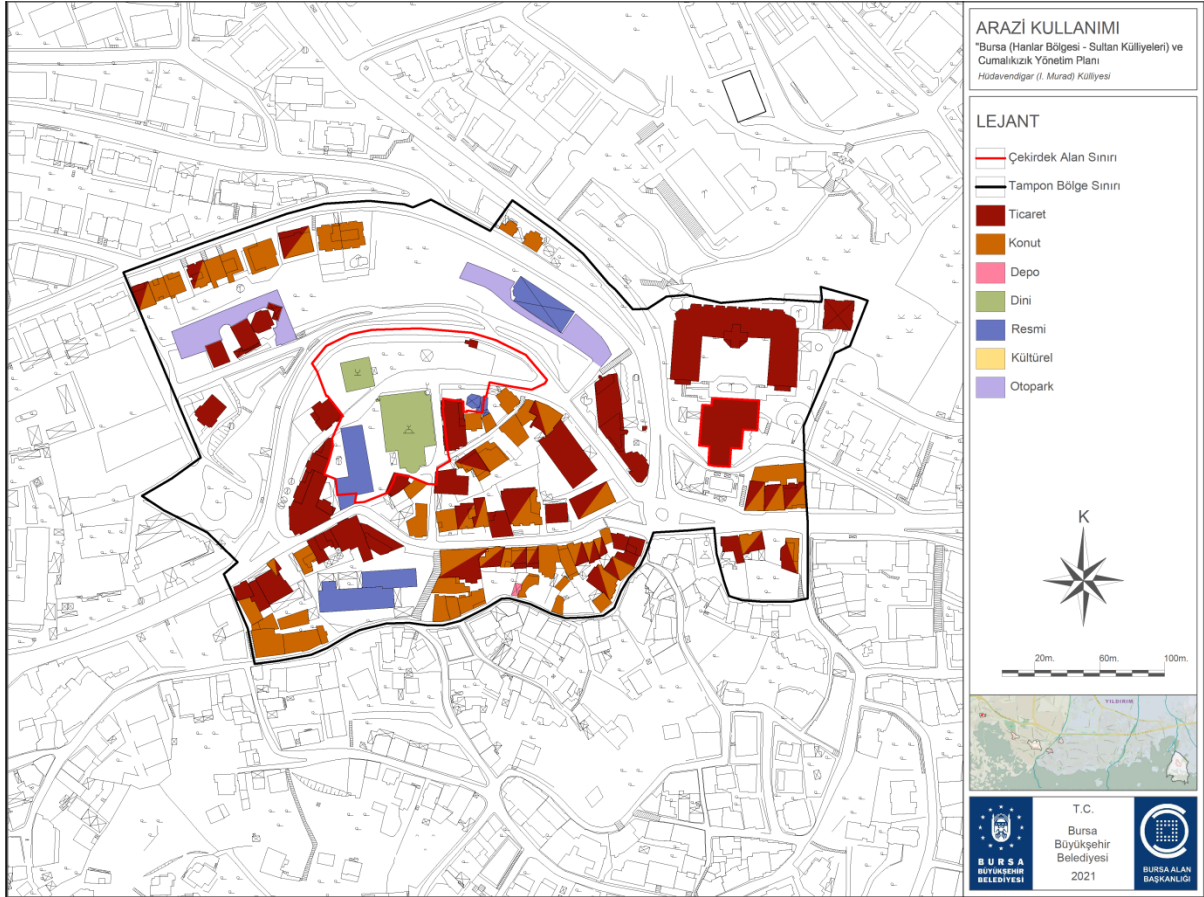 ARAZİ KULLANIMI
"Bursa (Hanlar Bölgesi - Sultan Külliyeleri) ve
Cumalıkızık Yönetim Planı
Hüdavendigar (I. Murad) Külliyesi
LEJANT
Çekirdek Alan Sınırı
Tampon Bölge Sınırı
Ticaret
Konut
Depo
Dini
Resmi
Kültürel
Otopark
K
20m. 60m. 100m.
YILDIRIM
BURSA
BÜYÜKŞEHİR
BELEDİYESİ
T.C.
Bursa
Büyükşehir
Belediyesi
2021
BURSA ALAN
BAŞKANLIĞI